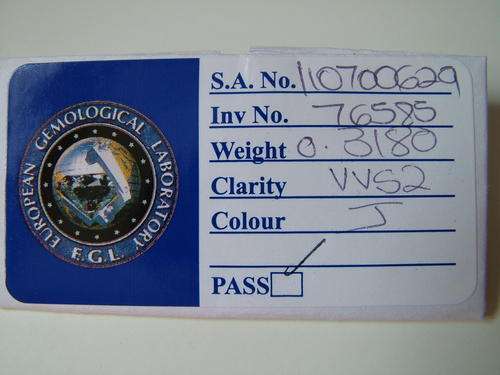 EUROPEAN GEMOLOGICAL LABORATORY
E.G.L.
S.A. No. 110700629
Inv No. 76585
Weight 0.3180
Clarity VVS2
Colour J
PASS